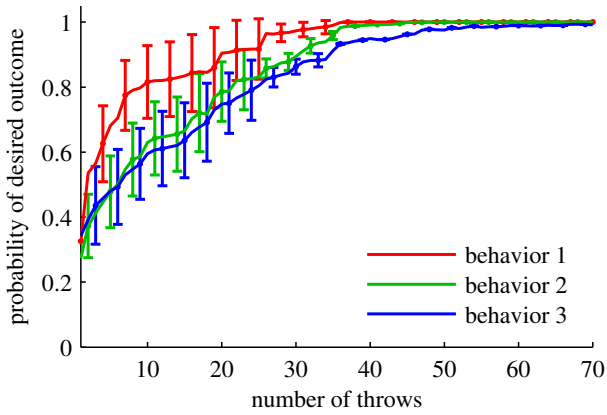 probability of desired outcome
1.0
0.8
0.6
0.4
0.2
0
behavior 1
behavior 2
behavior 3
10 20 30 40 50 60 70
number of throws